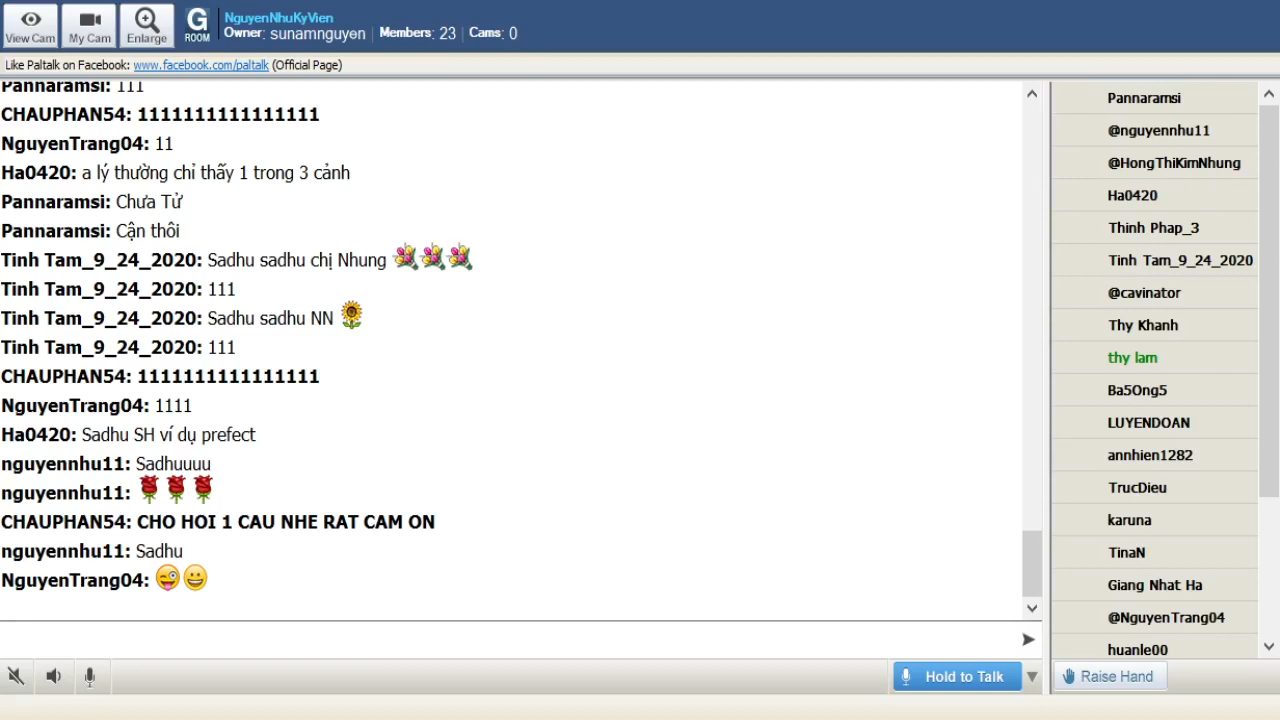 View Cam
My Cam
Enlarge
G
ROOM
NguyenNhuKyVien
Owner: sunamnguyen | Members: 23 | Cams: 0
Like Paltalk on Facebook: www.facebook.com/paltalk (Official Page)
Pannaramsi: 111
CHAUPHAN54: 1111111111111111
NguyenTrang04: 11
Ha0420: a lý thường chỉ thấy 1 trong 3 cảnh
Pannaramsi: Chưa Tử
Pannaramsi: Cận thôi
Tinh Tam_9_24_2020: Sadhu sadhu chị Nhung
Tinh Tam_9_24_2020: 111
Tinh Tam_9_24_2020: Sadhu sadhu NN
Tinh Tam_9_24_2020: 111
CHAUPHAN54: 1111111111111111
NguyenTrang04: 1111
Ha0420: Sadhu SH ví dụ prefect
nguyennhu11: Sadhuuuu
nguyennhu11:
CHAUPHAN54: CHO HOI 1 CAU NHE RAT CAM ON
nguyennhu11: Sadhu
NguyenTrang04:
Pannaramsi
@nguyennhu11
@HongThiKimNhung
Ha0420
Thinh Phap_3
Tinh Tam_9_24_2020
@cavinator
Thy Khanh
thy lam
Ba5Ong5
LUYENDOAN
annhien1282
TrucDieu
karuna
TinaN
Giang Nhat Ha
@NguyenTrang04
huanle00
Hold to Talk
Raise Hand